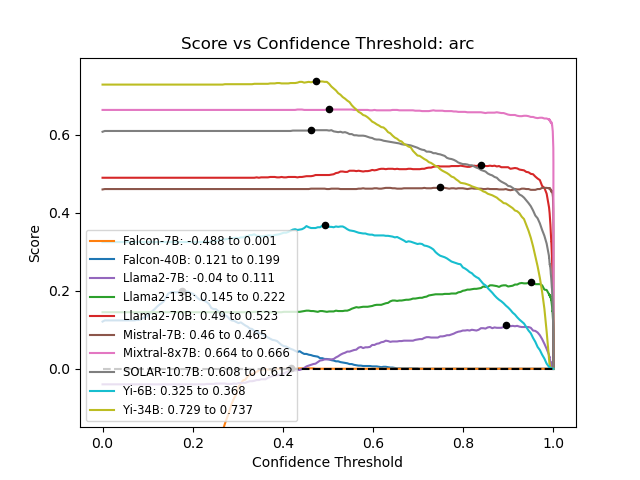 Score vs Confidence Threshold: arc
Score
0.6
0.4
0.2
0.0
Falcon-7B: -0.488 to 0.001
Falcon-40B: 0.121 to 0.199
Llama2-7B: -0.04 to 0.111
Llama2-13B: 0.145 to 0.222
Llama2-70B: 0.49 to 0.523
Mistral-7B: 0.46 to 0.465
Mixtral-8x7B: 0.664 to 0.666
SOLAR-10.7B: 0.608 to 0.612
Yi-6B: 0.325 to 0.368
Yi-34B: 0.729 to 0.737
0.0 0.2 0.4 0.6 0.8 1.0
Confidence Threshold